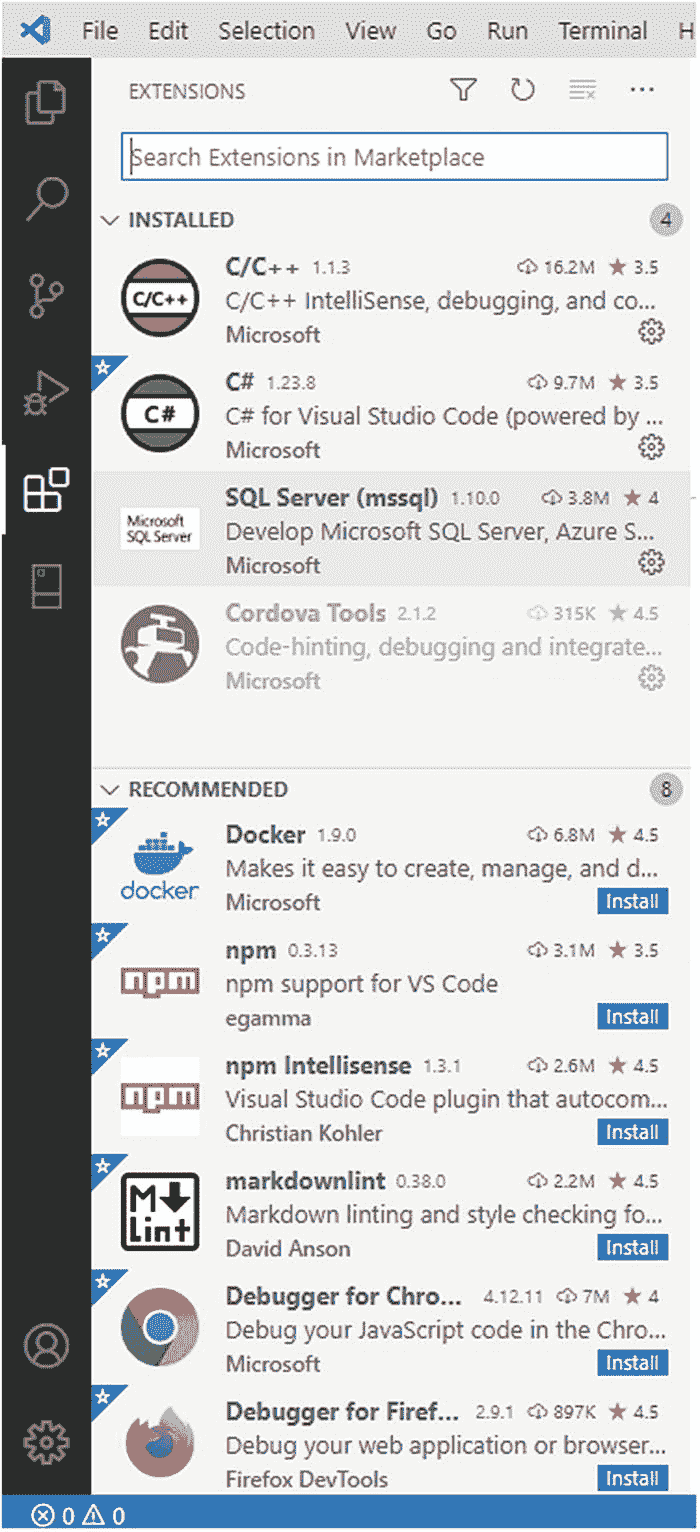 File Edit Selection View Go Run Terminal H
EXTENSIONS
Search Extensions in Marketplace
INSTALLED 4
C/C++ 1.1.3 16.2M 3.5
C/C++
C/C++ IntelliSense, debugging, and co...
Microsoft
C# 1.23.8 9.7M 3.5
C#
C# for Visual Studio Code (powered by ...
Microsoft
SQL Server (mssql) 1.10.0 3.8M 4
Microsoft
SQL Server
Develop Microsoft SQL Server, Azure S...
Microsoft
Cordova Tools 2.1.2 315K 4.5
Code-hinting, debugging and integrate...
Microsoft
RECOMMENDED 8
Docker 1.9.0 6.8M 4.5
Makes it easy to create, manage, and d...
docker
Microsoft Install
npm 0.3.13 3.1M 3.5
npm
npm support for VS Code
egamma Install
npm Intellisense 1.3.1 2.6M 4.5
npm
Visual Studio Code plugin that autocom...
Christian Kohler Install
markdownlint 0.38.0 2.2M 4.5
M
Lint
Markdown linting and style checking fo...
David Anson Install
Debugger for Chro... 4.12.11 7M 4
Debug your JavaScript code in the Chro...
Microsoft Install
Debugger for Firef... 2.9.1 897K 4.5
Debug your web application or browser...
Firefox DevTools Install
0 0